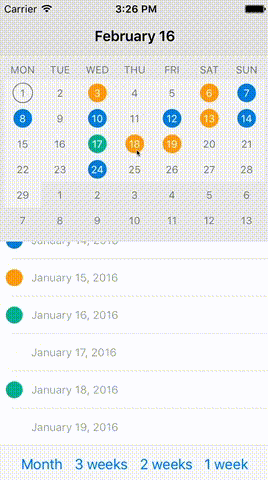 Carrier 3:26 PM
February 16
MON TUE WED THU FRI SAT SUN
1 2 3 4 5 6 7
8 9 10 11 12 13 14
15 16 17 18 19 20 21
22 23 24 25 26 27 28
29 1 2 3 4 5 6
7 8 9 10 11 12 13
January 14, 2016
January 15, 2016
January 16, 2016
January 17, 2016
January 18, 2016
January 19, 2016
Month 3 weeks 2 weeks 1 week